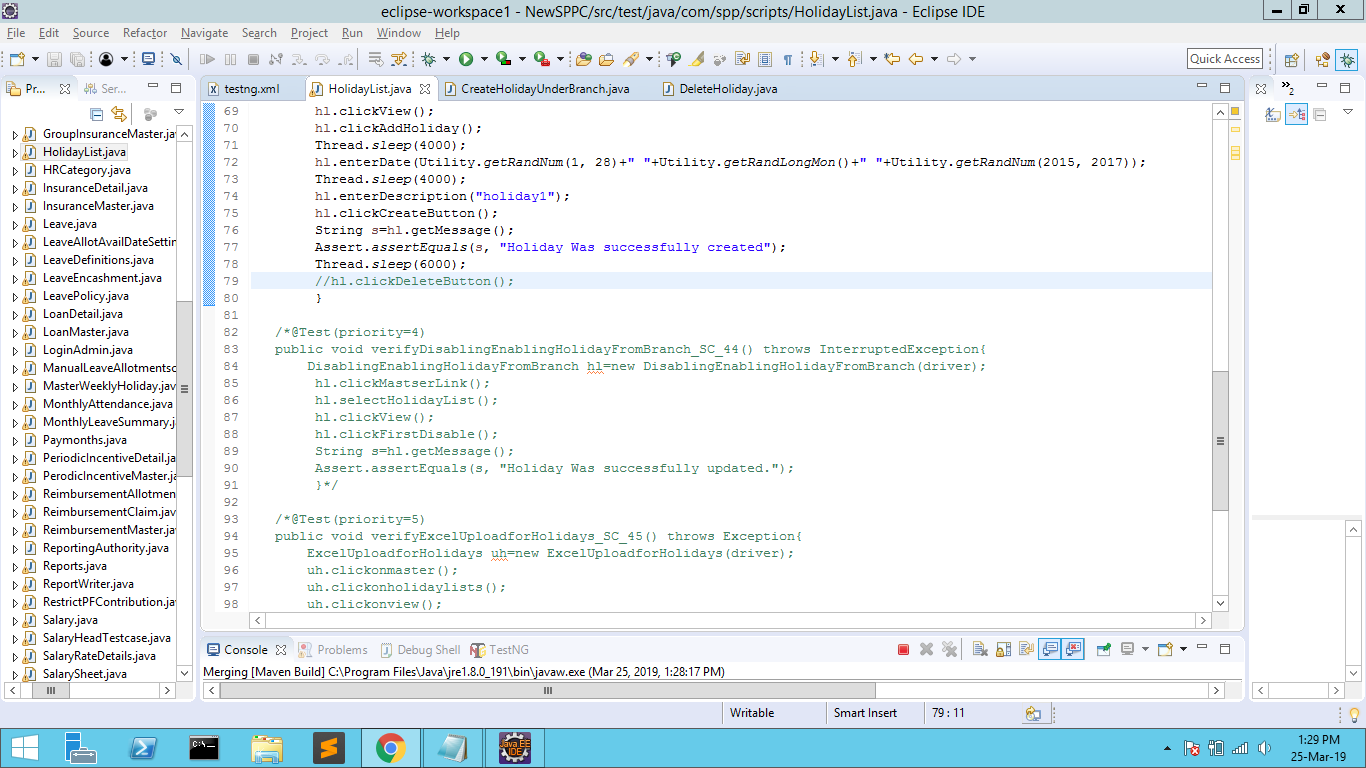 eclipse-workspace1 - NewSPPC/src/test/java/com/spp/scripts/HolidayList.java - Eclipse IDE
File Edit Source Refactor Navigate Search Project Run Window Help
Quick Access
Pr... Ser...
testng.xml HolidayList.java CreateHolidayUnderBranch.java DeleteHoliday.java
2
GroupInsuranceMaster.jav
HolidayList.java
HRCategory.java
InsuranceDetail.java
InsuranceMaster.java
Leave.java
LeaveAllotAvailDateSettin
LeaveDefinitions.java
LeaveEncashment.java
LeavePolicy.java
LoanDetail.java
LoanMaster.java
LoginAdmin.java
ManualLeaveAllotmentsc
MasterWeeklyHoliday.jav
MonthlyAttendance.java
MonthlyLeaveSummary.ja
Paymonths.java
PeriodicIncentiveDetail.ja
PerodicIncentiveMaster.ja
ReimbursementAllotmen
ReimbursementClaim.java
ReimbursementMaster.jav
ReportingAuthority.java
Reports.java
ReportWriter.java
RestrictPFContribution.jav
Salary.java
SalaryHeadTestcase.java
SalaryRateDetails.java
SalarySheet.java
69 hl.clickView();
70 hl.clickAddHoliday();
71 Thread.sleep(4000);
72 hl.enterDate(Utility.getRandNum(1, 28)+" "+Utility.getRandLongMon()+" "+Utility.getRandNum(2015, 2017));
73 Thread.sleep(4000);
74 hl.enterDescription("holiday1");
75 hl.clickCreateButton();
76 String s=hl.getMessage();
77 Assert.assertEquals(s, "Holiday Was successfully created");
78 Thread.sleep(6000);
79 //hl.clickDeleteButton();
80 }
81
82 /*@Test(priority=4)
83 public void verifyDisablingEnablingHolidayFromBranch_SC_44() throws InterruptedException{
84 DisablingEnablingHolidayFromBranch hl=new DisablingEnablingHolidayFromBranch(driver);
85 hl.clickMastserLink();
86 hl.selectHolidayList();
87 hl.clickView();
88 hl.clickFirstDisable();
89 String s=hl.getMessage();
90 Assert.assertEquals(s, "Holiday Was successfully updated.");
91 }*/
92
93 /*@Test(priority=5)
94 public void verifyExcelUploadforHolidays_SC_45() throws Exception{
95 ExcelUploadforHolidays uh=new ExcelUploadforHolidays(driver);
96 uh.clickonmaster();
97 uh.clickonholidaylists();
98 uh.clickonview();
Console Problems Debug Shell TestNG
Merging [Maven Build] C:\Program Files\Java\jre1.8.0_191\bin\javaw.exe (Mar 25, 2019, 1:28:17 PM)
Writable Smart Insert 79 : 11
Java EE
IDE
1:29 PM
25-Mar-19